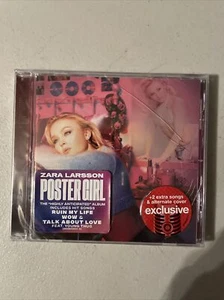 ZARA LARSSON
POSTER GIRL
THE "HIGHLY ANTICIPATED" ALBUM
INCLUDES HIT SONGS
RUIN MY LIFE
WOW &
TALK ABOUT LOVE
FEAT. YOUNG THUG
+2 extra songs
& alternate cover
exclusive